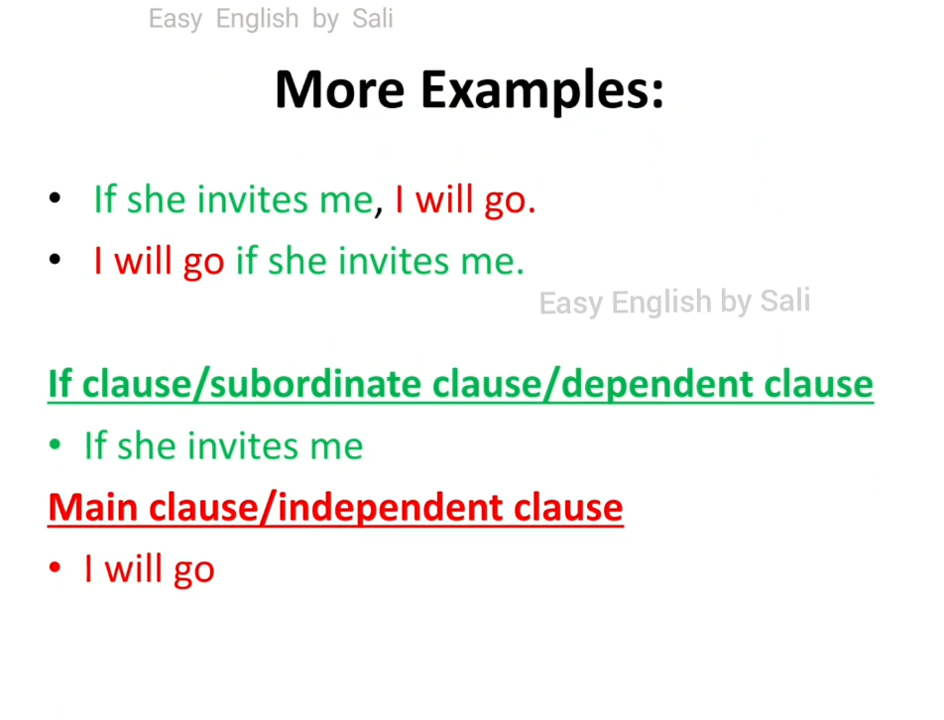 Easy English by Sali
More Examples:
• If she invites me, I will go.
• I will go if she invites me.
Easy English by Sali
If clause/subordinate clause/dependent clause
• If she invites me
Main clause/independent clause
• I will go